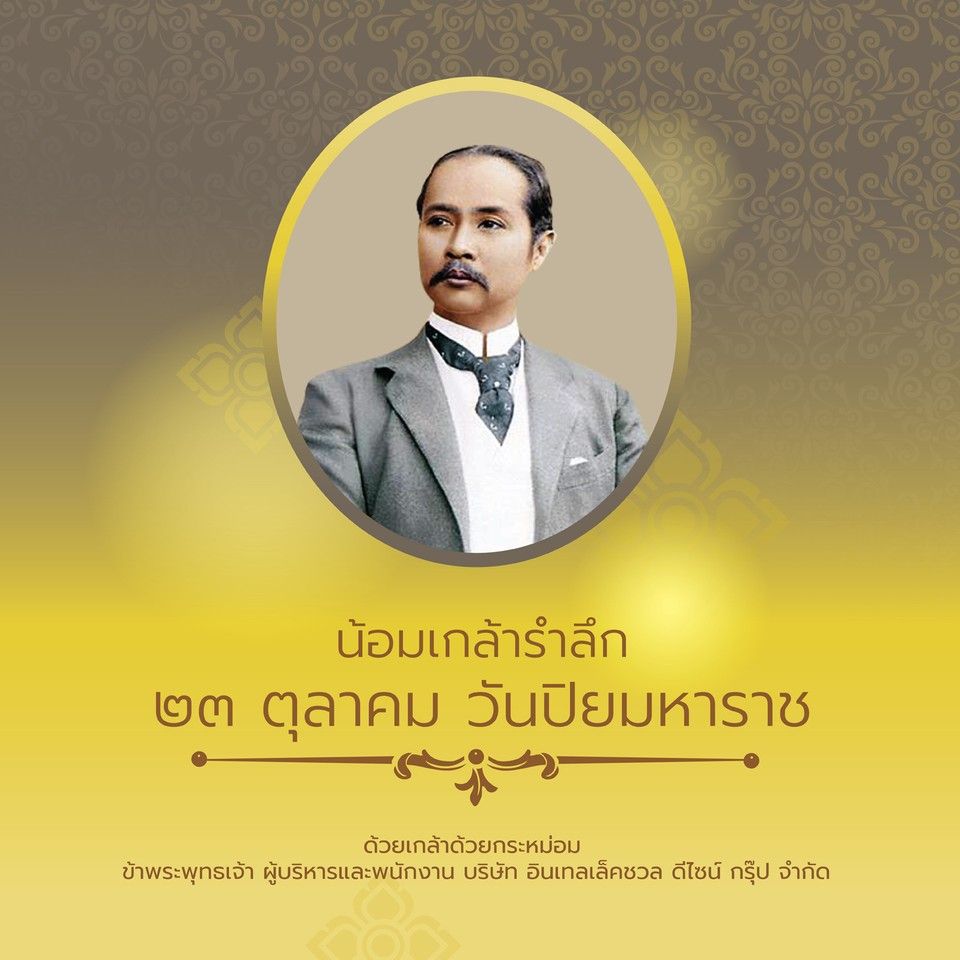 น้อมเกล้ารำลึก
๒๓ ตุลาคม วันปิยมหาราช
ด้วยเกล้าด้วยกระหม่อม
ข้าพระพุทธเจ้า ผู้บริหารและพนักงาน บริษัท อินเทลเล็คชวล ดีไซน์ กรุ๊ป จำกัด